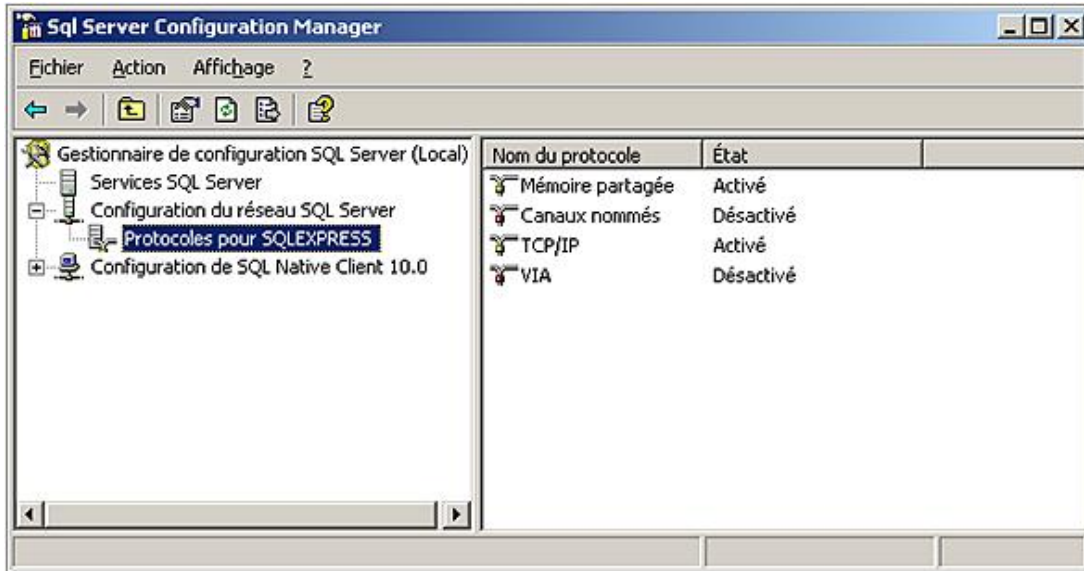 Sql Server Configuration Manager
Fichier Action Affichage ?
Gestionnaire de configuration SQL Server (Local)
Services SQL Server
Configuration du réseau SQL Server
Protocoles pour SQLEXPRESS
Configuration de SQL Native Client 10.0
Nom du protocole État
Mémoire partagée Activé
Canaux nommés Désactivé
TCP/IP Activé
VIA Désactivé